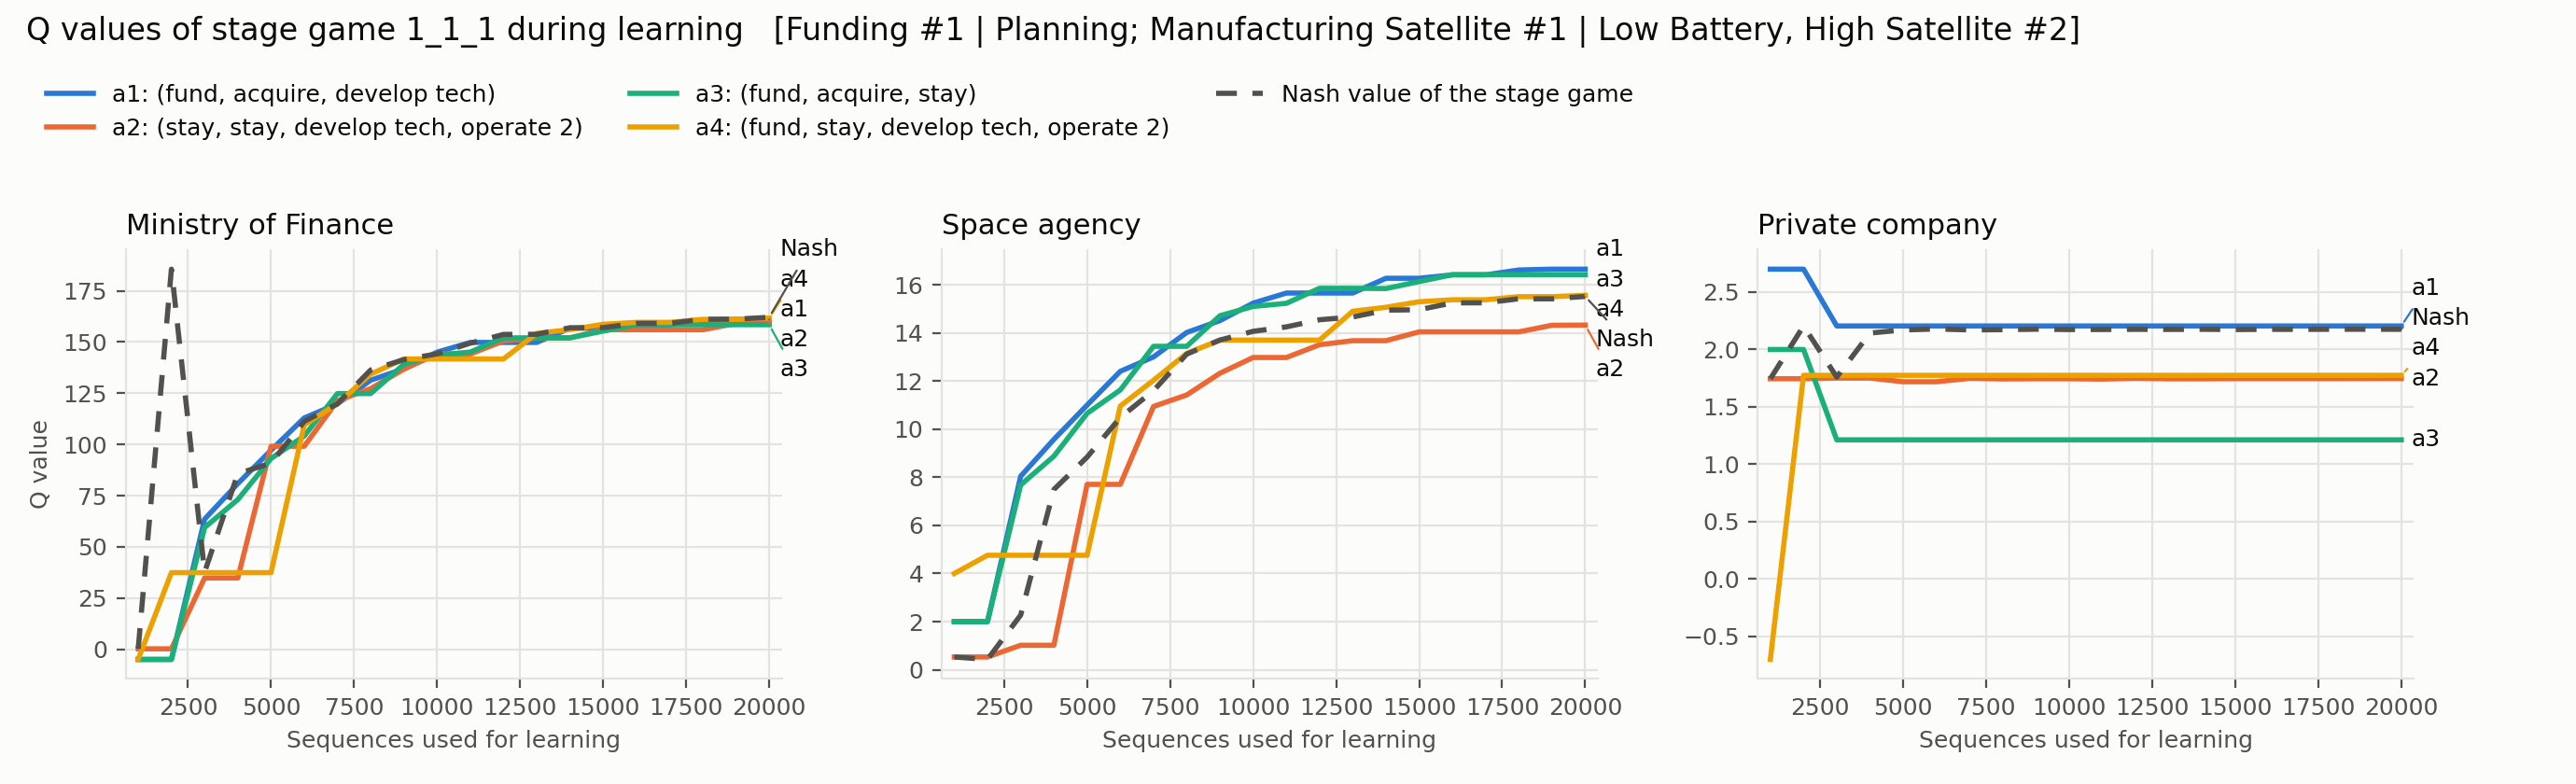 Q values of stage game 1_1_1 during learning   [Funding #1 | Planning; Manufacturing Satellite #1 | Low Battery, High Satellite #2]
a1: (fund, acquire, develop tech)
a2: (stay, stay, develop tech, operate 2)
a3: (fund, acquire, stay)
a4: (fund, stay, develop tech, operate 2)
Nash value of the stage game
Ministry of Finance
Q value
175
150
125
100
75
50
25
0
2500 5000 7500 10000 12500 15000 17500 20000
Sequences used for learning
Nash
a4
a1
a2
a3
Space agency
16
14
12
10
8
6
4
2
0
2500 5000 7500 10000 12500 15000 17500 20000
Sequences used for learning
a1
a3
a4
Nash
a2
Private company
2.5
2.0
1.5
1.0
0.5
0.0
−0.5
2500 5000 7500 10000 12500 15000 17500 20000
Sequences used for learning
a1
Nash
a4
a2
a3